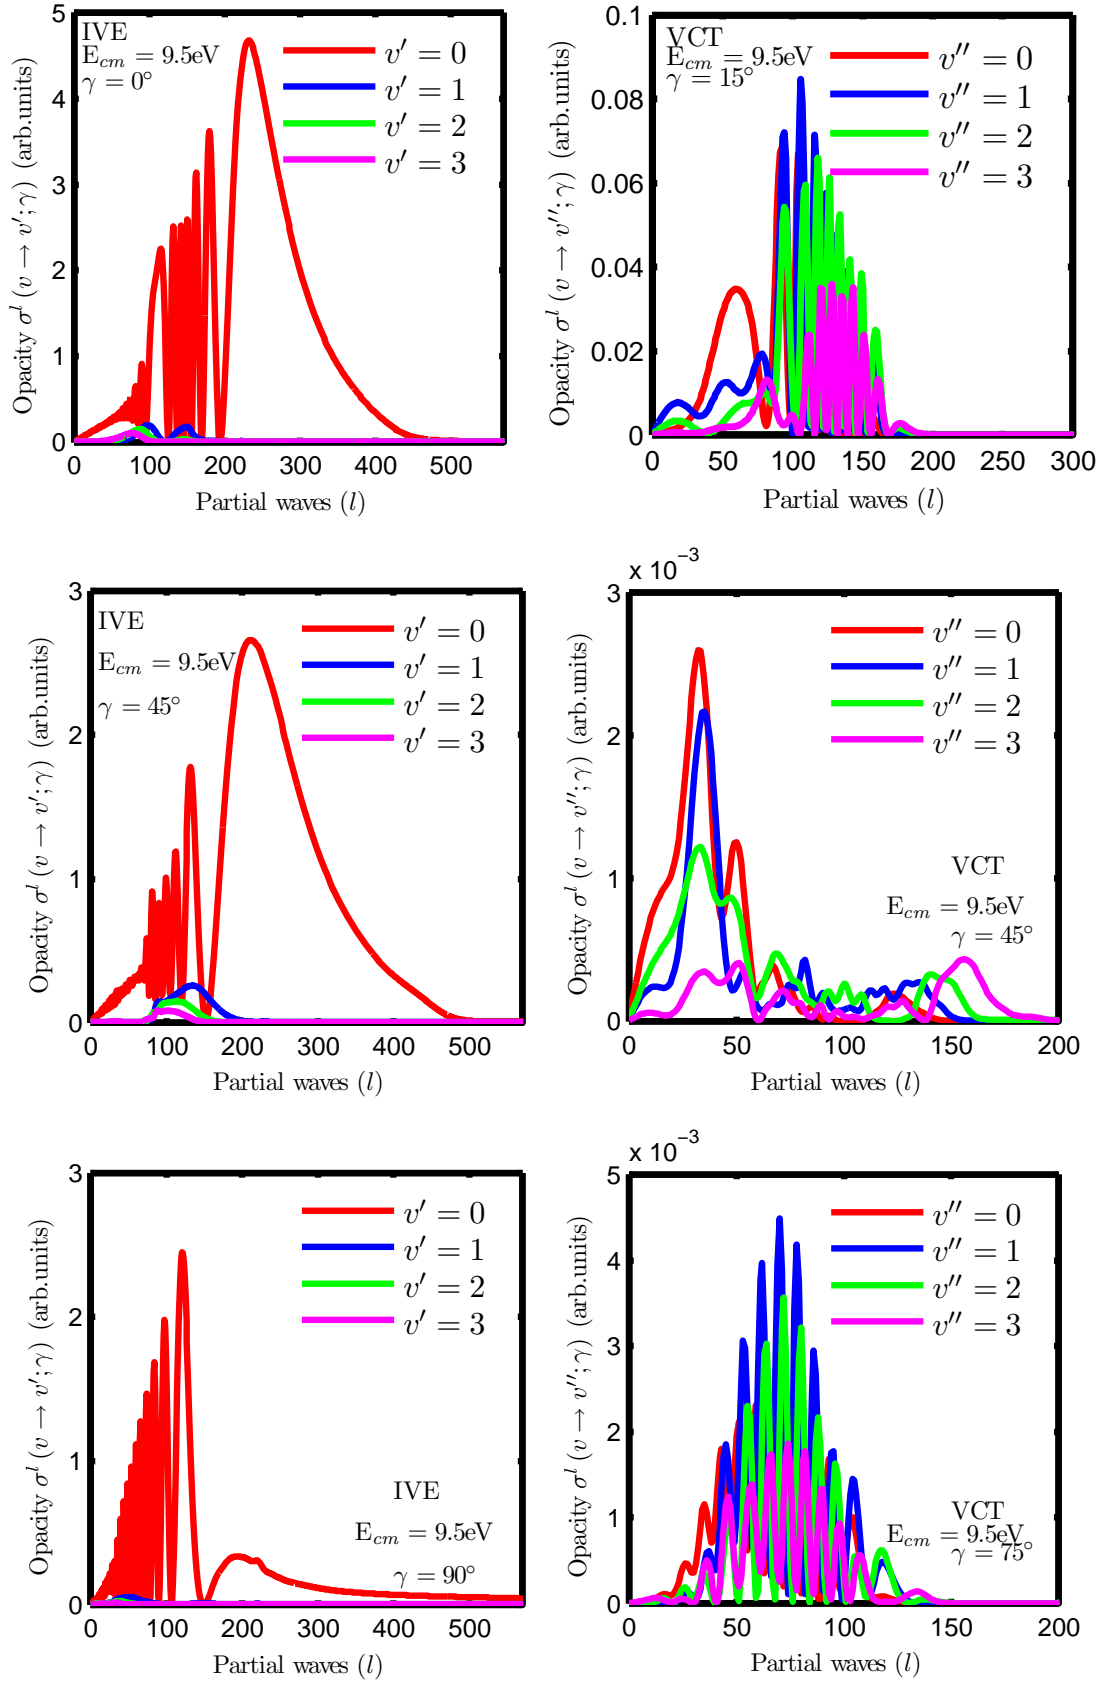 IVE
E_cm = 9.5eV
γ = 0°
v′ = 0
v′ = 1
v′ = 2
v′ = 3
5
4
3
2
1
0
0 100 200 300 400 500
Opacity σ^l (v → v′; γ) (arb.units)
Partial waves (l)
VCT
E_cm = 9.5eV
γ = 15°
v″ = 0
v″ = 1
v″ = 2
v″ = 3
0.1
0.08
0.06
0.04
0.02
0
0 50 100 150 200 250 300
Opacity σ^l (v → v″; γ) (arb.units)
Partial waves (l)
IVE
E_cm = 9.5eV
γ = 45°
v′ = 0
v′ = 1
v′ = 2
v′ = 3
3
2
1
0
0 100 200 300 400 500
Opacity σ^l (v → v′; γ) (arb.units)
Partial waves (l)
x 10^-3
v″ = 0
v″ = 1
v″ = 2
v″ = 3
VCT
E_cm = 9.5eV
γ = 45°
3
2
1
0
0 50 100 150 200
Opacity σ^l (v → v″; γ) (arb.units)
Partial waves (l)
v′ = 0
v′ = 1
v′ = 2
v′ = 3
IVE
E_cm = 9.5eV
γ = 90°
3
2
1
0
0 100 200 300 400 500
Opacity σ^l (v → v′; γ) (arb.units)
Partial waves (l)
x 10^-3
v″ = 0
v″ = 1
v″ = 2
v″ = 3
VCT
E_cm = 9.5eV
γ = 75°
5
4
3
2
1
0
0 50 100 150 200
Opacity σ^l (v → v″; γ) (arb.units)
Partial waves (l)